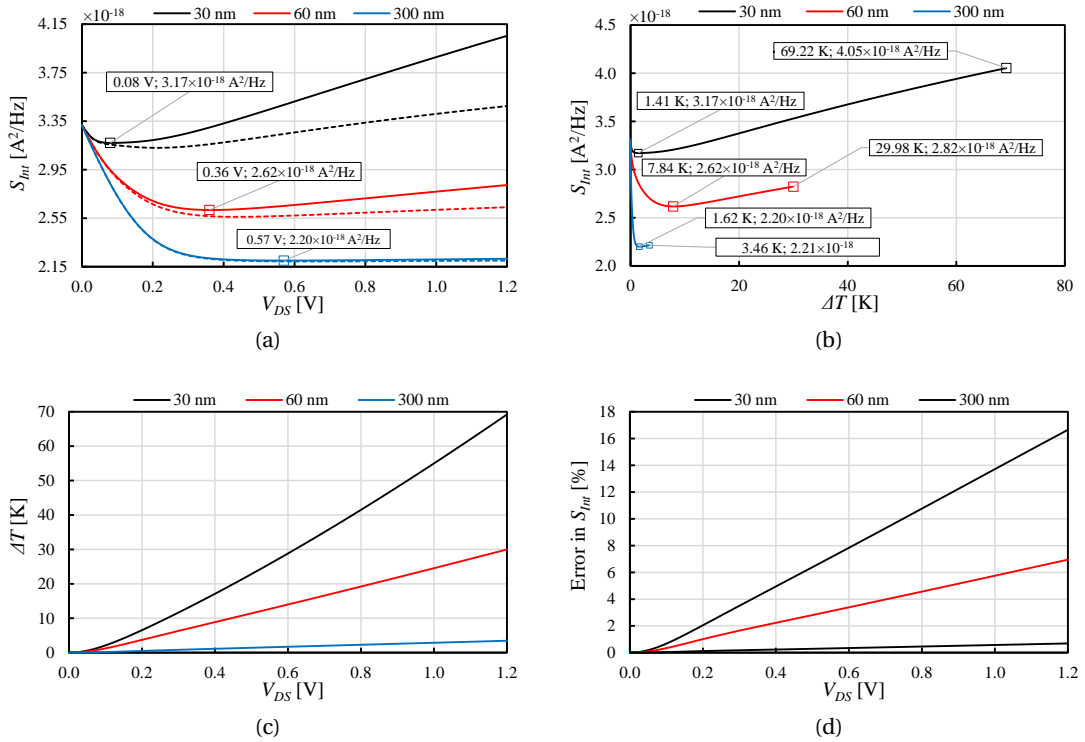 ×10⁻¹⁸
30 nm 60 nm 300 nm
4.15
3.75
3.35
2.95
2.55
2.15
S_Int [A²/Hz]
0.08 V; 3.17×10⁻¹⁸ A²/Hz
0.36 V; 2.62×10⁻¹⁸ A²/Hz
0.57 V; 2.20×10⁻¹⁸ A²/Hz
0.0 0.2 0.4 0.6 0.8 1.0 1.2
V_DS [V]
(a)
×10⁻¹⁸
30 nm 60 nm 300 nm
4.5
4.0
3.5
3.0
2.5
2.0
S_Int [A²/Hz]
69.22 K; 4.05×10⁻¹⁸ A²/Hz
1.41 K; 3.17×10⁻¹⁸ A²/Hz
29.98 K; 2.82×10⁻¹⁸ A²/Hz
7.84 K; 2.62×10⁻¹⁸ A²/Hz
1.62 K; 2.20×10⁻¹⁸ A²/Hz
3.46 K; 2.21×10⁻¹⁸
0 20 40 60 80
ΔT [K]
(b)
30 nm 60 nm 300 nm
70
60
50
40
30
20
10
0
ΔT [K]
0.0 0.2 0.4 0.6 0.8 1.0 1.2
V_DS [V]
(c)
30 nm 60 nm 300 nm
18
16
14
12
10
8
6
4
2
0
Error in S_Int [%]
0.0 0.2 0.4 0.6 0.8 1.0 1.2
V_DS [V]
(d)